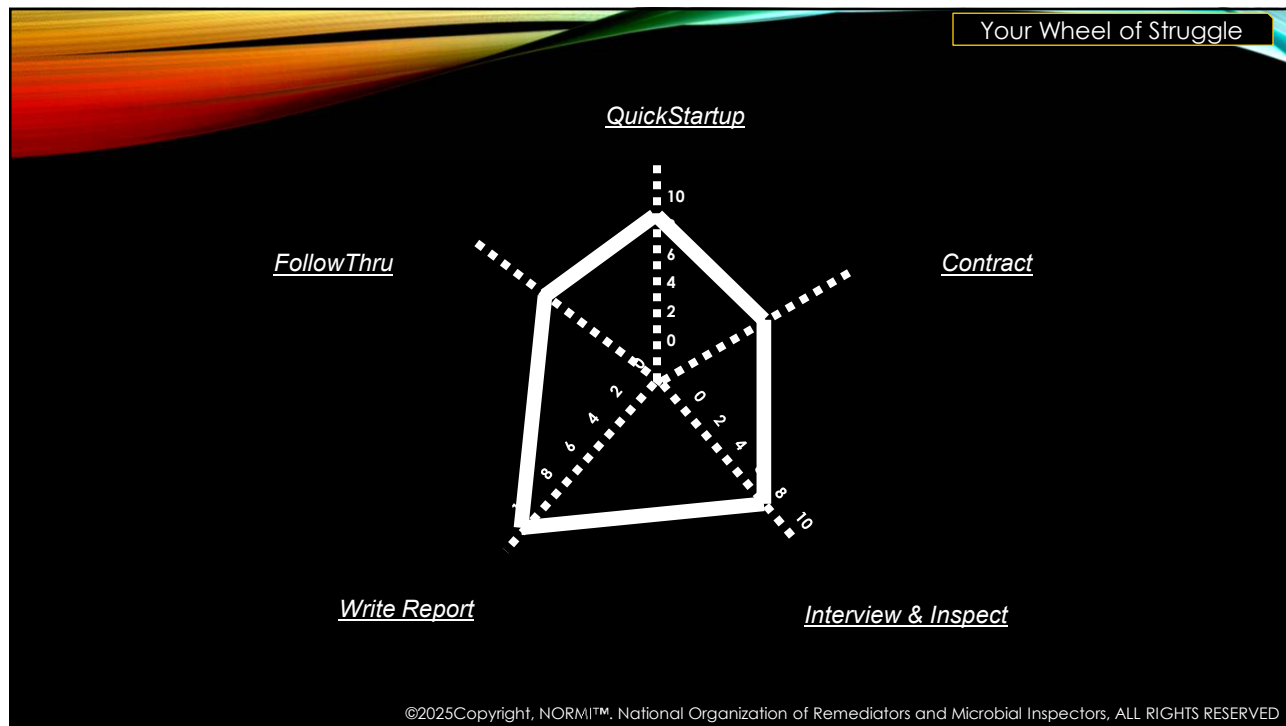 Your Wheel of Struggle
QuickStartup
FollowThru
Contract
10
6
4
2
0
0
2
4
6
8
0
2
4
8
10
Write Report
Interview & Inspect
©2025Copyright, NORMI™. National Organization of Remediators and Microbial Inspectors, ALL RIGHTS RESERVED